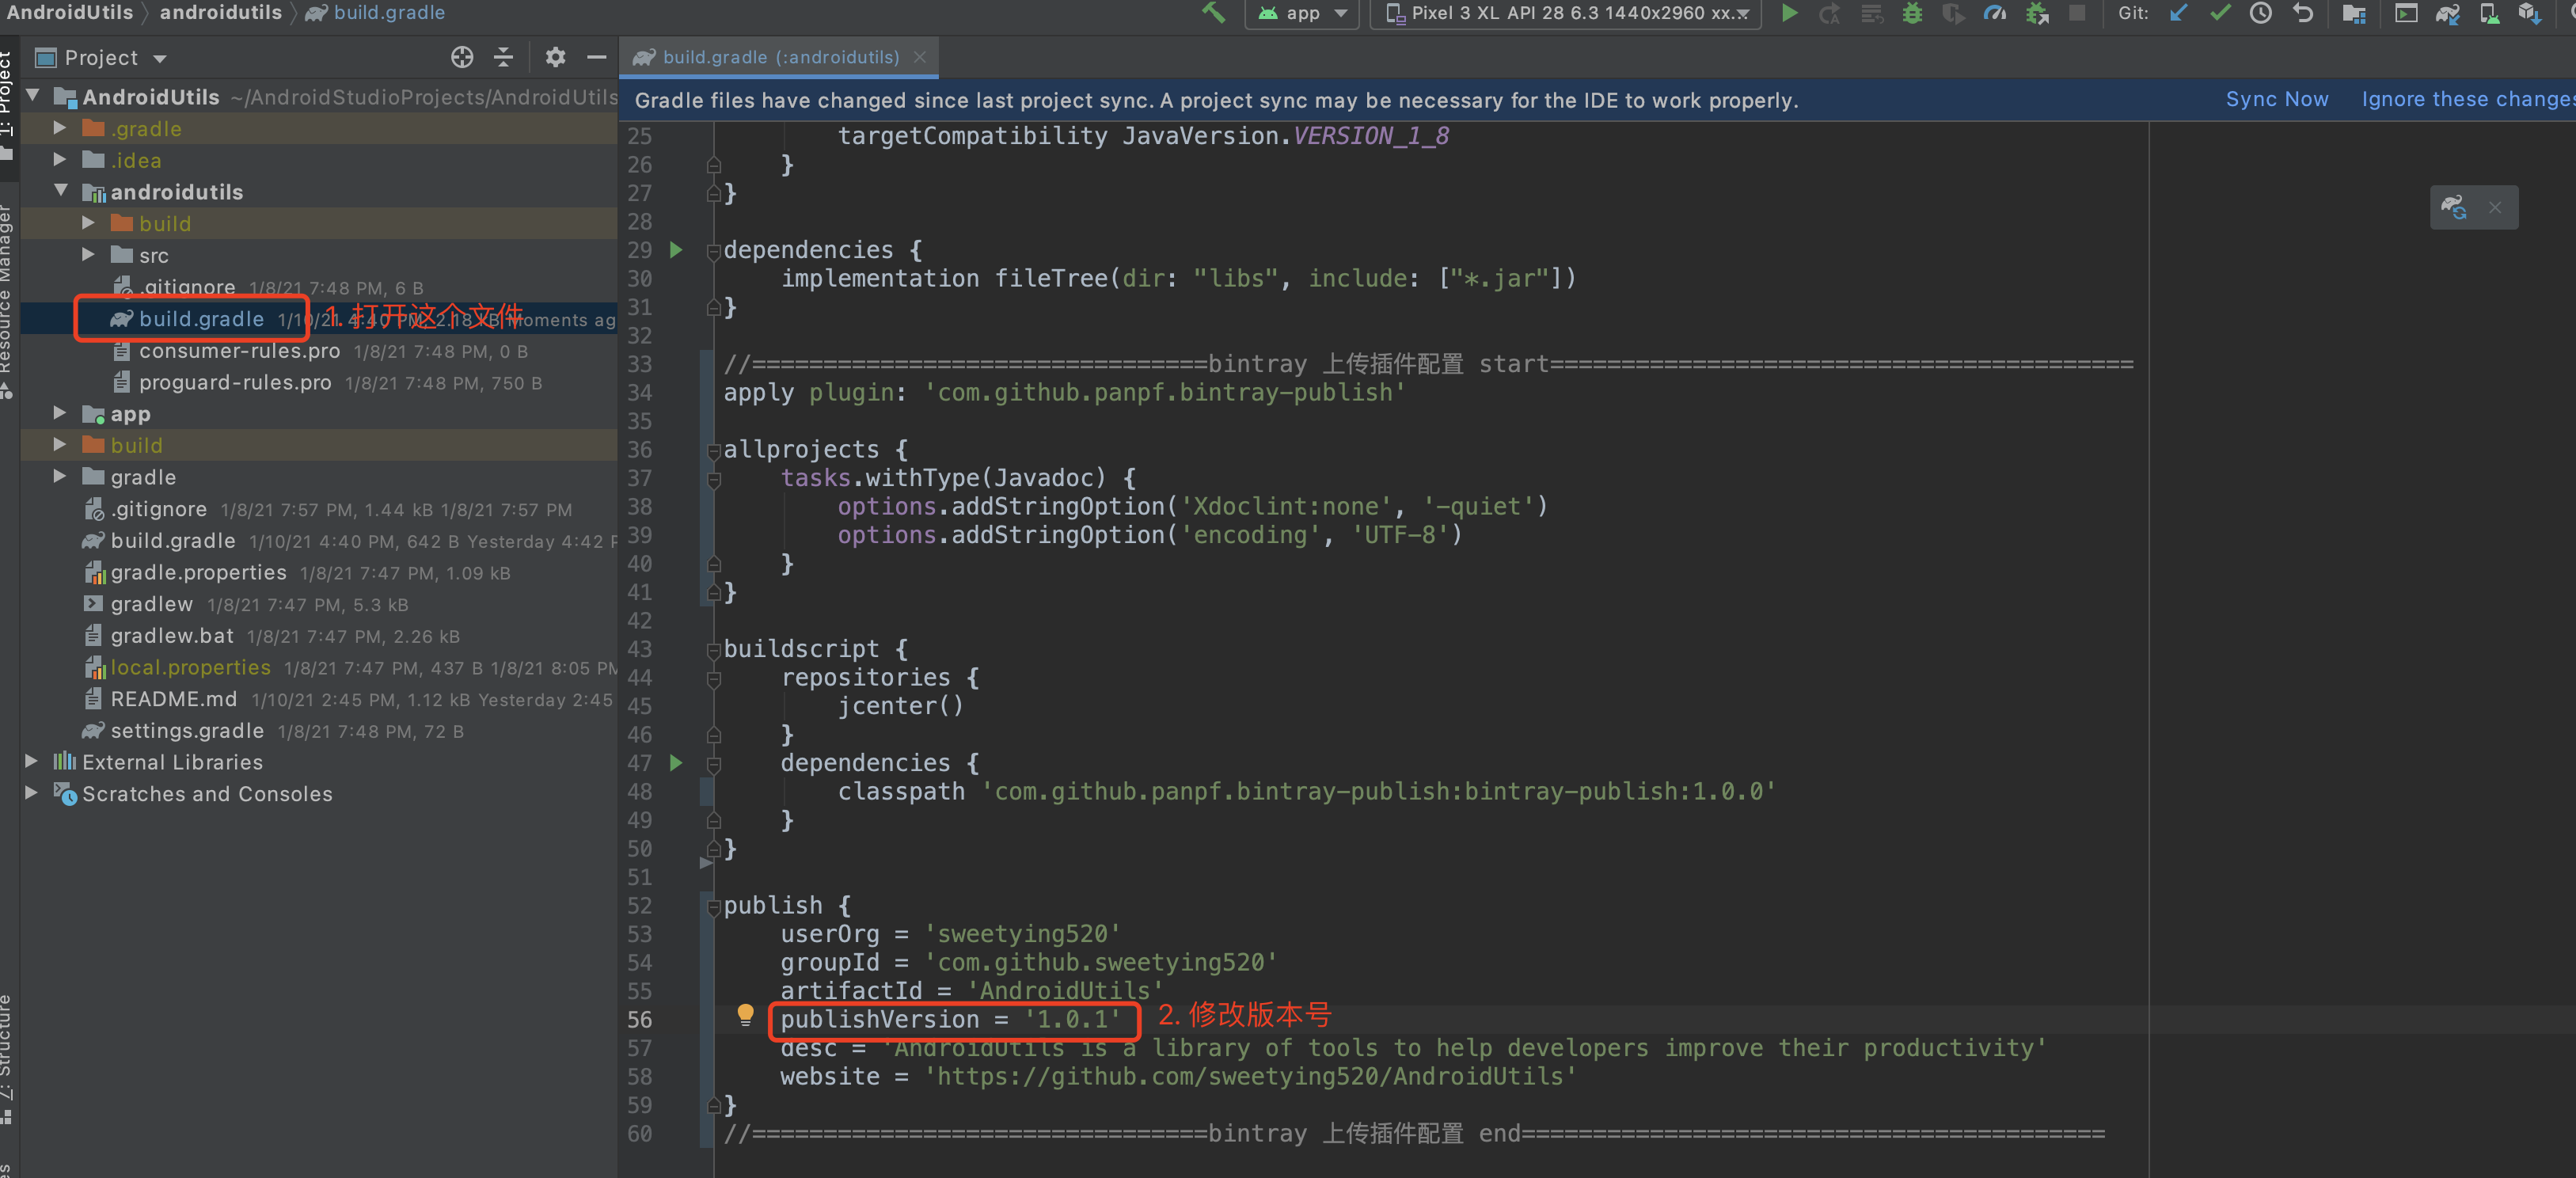 AndroidUtils androidutils build.gradle
app Pixel 3 XL API 28 6.3 1440x2960 xx... Git:
1: Project
Resource Manager
Z: Structure
Project
AndroidUtils ~/AndroidStudioProjects/AndroidUtils
.gradle
.idea
androidutils
build
src
.gitignore 1/8/21 7:48 PM, 6 B
build.gradle 1/10/21 4:40 PM, 2.18 kB Moments ag
1. 打开这个文件
consumer-rules.pro 1/8/21 7:48 PM, 0 B
proguard-rules.pro 1/8/21 7:48 PM, 750 B
app
build
gradle
.gitignore 1/8/21 7:57 PM, 1.44 kB 1/8/21 7:57 PM
build.gradle 1/10/21 4:40 PM, 642 B Yesterday 4:42 P
gradle.properties 1/8/21 7:47 PM, 1.09 kB
gradlew 1/8/21 7:47 PM, 5.3 kB
gradlew.bat 1/8/21 7:47 PM, 2.26 kB
local.properties 1/8/21 7:47 PM, 437 B 1/8/21 8:05 PM
README.md 1/10/21 2:45 PM, 1.12 kB Yesterday 2:45
settings.gradle 1/8/21 7:48 PM, 72 B
External Libraries
Scratches and Consoles
build.gradle (:androidutils)
Gradle files have changed since last project sync. A project sync may be necessary for the IDE to work properly. Sync Now Ignore these changes
25 targetCompatibility JavaVersion.VERSION_1_8
26 }
27 }
28
29 dependencies {
30 implementation fileTree(dir: "libs", include: ["*.jar"])
31 }
32
33 //================================bintray 上传插件配置 start=========================================
34 apply plugin: 'com.github.panpf.bintray-publish'
35
36 allprojects {
37 tasks.withType(Javadoc) {
38 options.addStringOption('Xdoclint:none', '-quiet')
39 options.addStringOption('encoding', 'UTF-8')
40 }
41 }
42
43 buildscript {
44 repositories {
45 jcenter()
46 }
47 dependencies {
48 classpath 'com.github.panpf.bintray-publish:bintray-publish:1.0.0'
49 }
50 }
51
52 publish {
53 userOrg = 'sweetying520'
54 groupId = 'com.github.sweetying520'
55 artifactId = 'AndroidUtils'
56 publishVersion = '1.0.1' 2. 修改版本号
57 desc = 'AndroidUtils is a library of tools to help developers improve their productivity'
58 website = 'https://github.com/sweetying520/AndroidUtils'
59 }
60 //================================bintray 上传插件配置 end=========================================